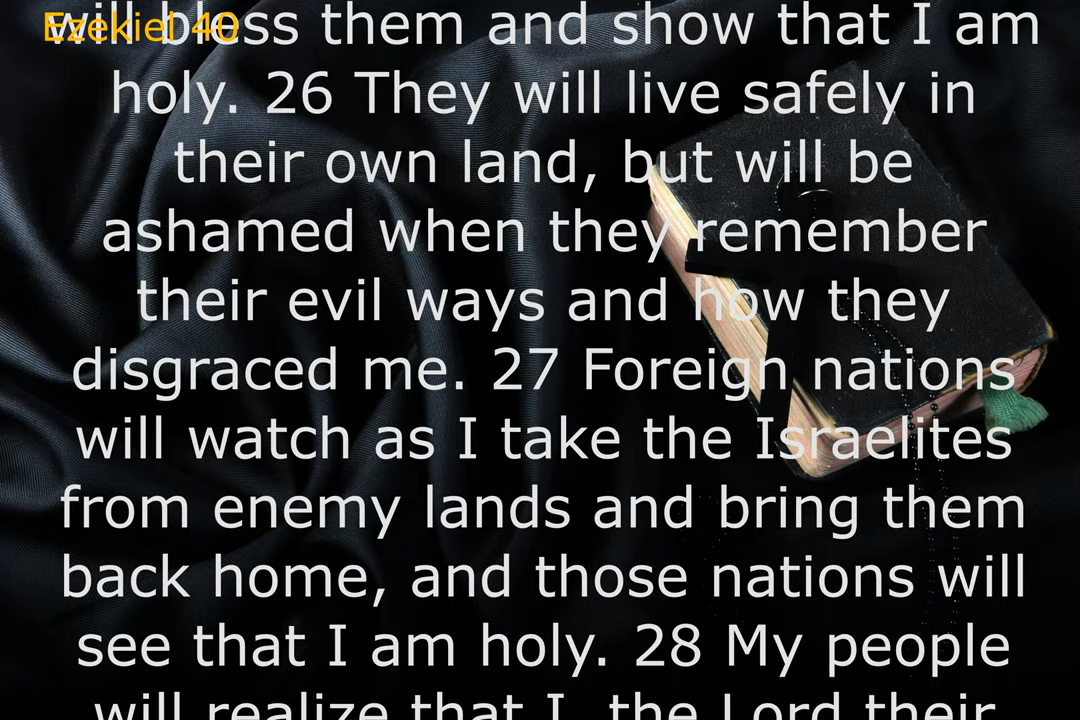 Ezekiel 40
will bless them and show that I am
holy. 26 They will live safely in
their own land, but will be
ashamed when they remember
their evil ways and how they
disgraced me. 27 Foreign nations
will watch as I take the Israelites
from enemy lands and bring them
back home, and those nations will
see that I am holy. 28 My people
will realize that I, the Lord their